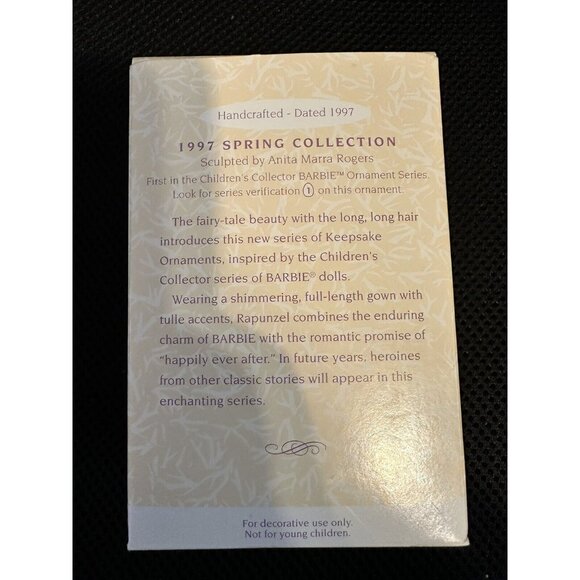 Handcrafted - Dated 1997
1997 SPRING COLLECTION
Sculpted by Anita Marra Rogers
First in the Children's Collector BARBIE™ Ornament Series.
Look for series verification ① on this ornament.
The fairy-tale beauty with the long, long hair
introduces this new series of Keepsake
Ornaments, inspired by the Children's
Collector series of BARBIE® dolls.
Wearing a shimmering, full-length gown with
tulle accents, Rapunzel combines the enduring
charm of BARBIE with the romantic promise of
"happily ever after." In future years, heroines
from other classic stories will appear in this
enchanting series.
For decorative use only.
Not for young children.